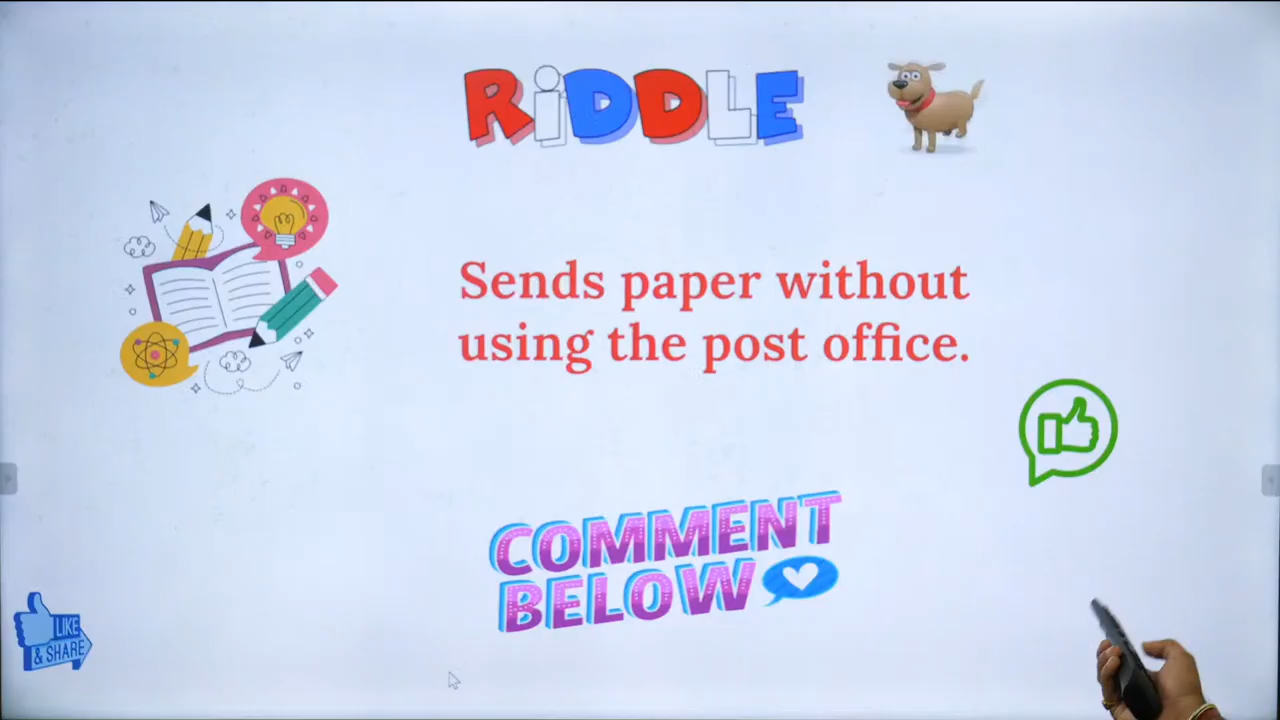 RiDDLE
Sends paper without
using the post office.
COMMENT
BELOW
LIKE
& SHARE